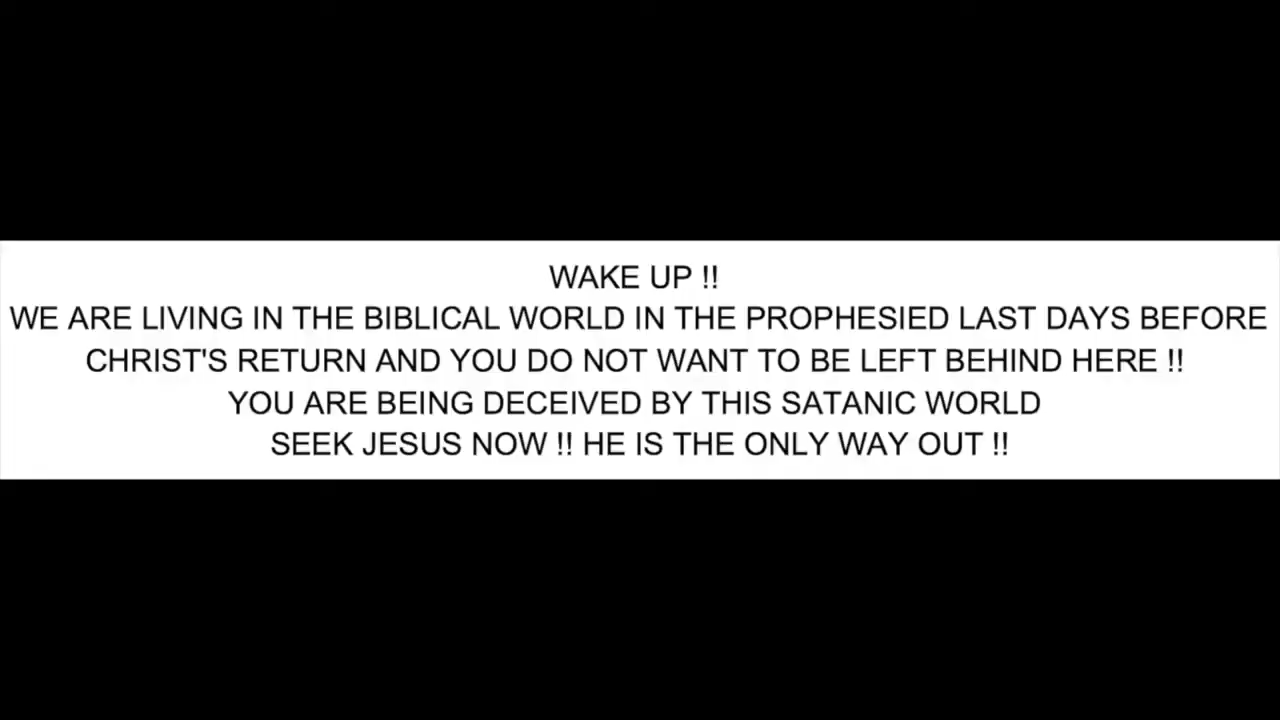 WAKE UP !!
WE ARE LIVING IN THE BIBLICAL WORLD IN THE PROPHESIED LAST DAYS BEFORE
CHRIST'S RETURN AND YOU DO NOT WANT TO BE LEFT BEHIND HERE !!
YOU ARE BEING DECEIVED BY THIS SATANIC WORLD
SEEK JESUS NOW !! HE IS THE ONLY WAY OUT !!